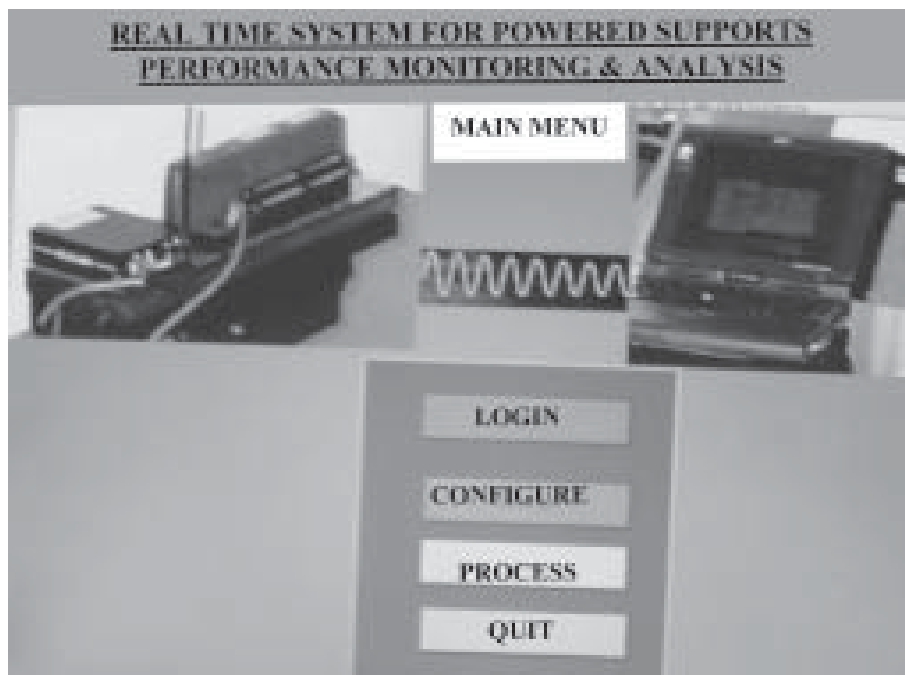 REAL TIME SYSTEM FOR POWERED SUPPORTS
PERFORMANCE MONITORING & ANALYSIS
MAIN MENU
LOGIN
CONFIGURE
PROCESS
QUIT